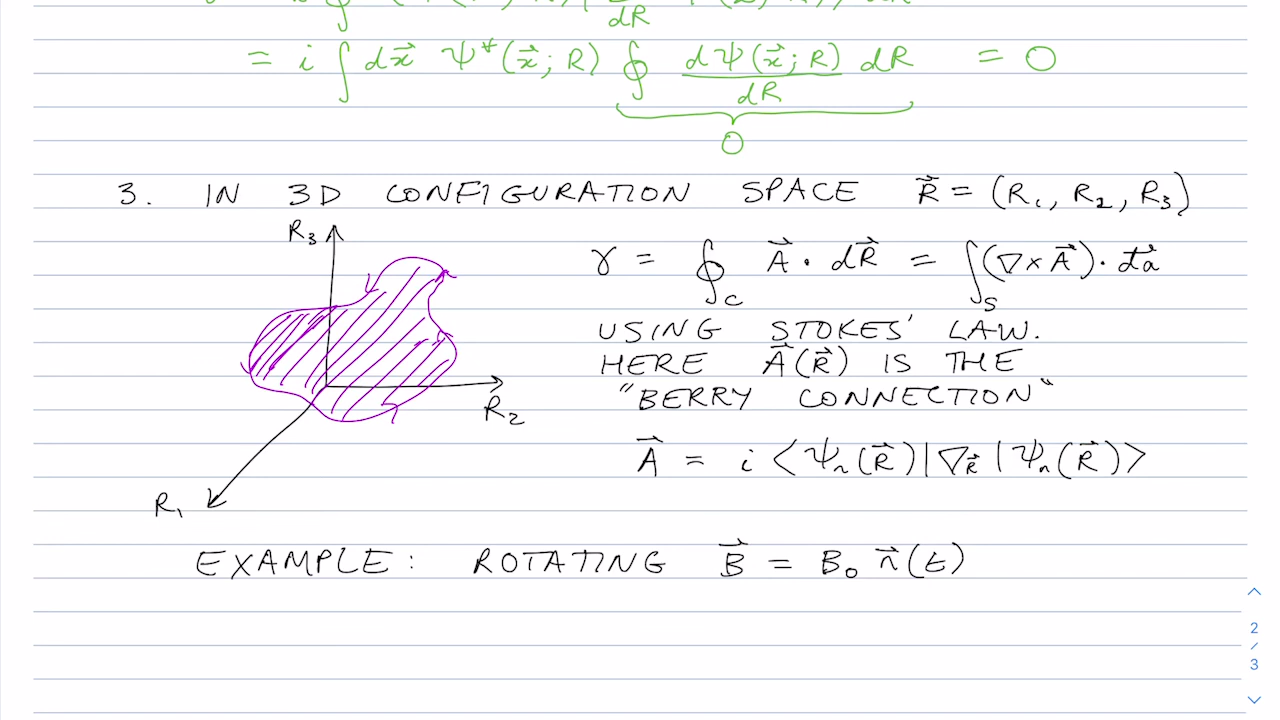 dR
= i ∫ dx⃗ Ψ*(x⃗; R) ∮ dΨ(x⃗; R)/dR dR = 0
0
3. IN 3D CONFIGURATION SPACE R⃗ = (R₁, R₂, R₃)
R₃
γ = ∮_C A⃗ · dR⃗ = ∫_S (∇×A⃗) · da⃗
USING STOKES' LAW.
HERE A⃗(R⃗) IS THE
"BERRY CONNECTION"
R₂
A⃗ = i ⟨Ψₙ(R⃗)|∇_R⃗|Ψₙ(R⃗)⟩
R₁
EXAMPLE: ROTATING B⃗ = B₀ n⃗(t)
2
/
3